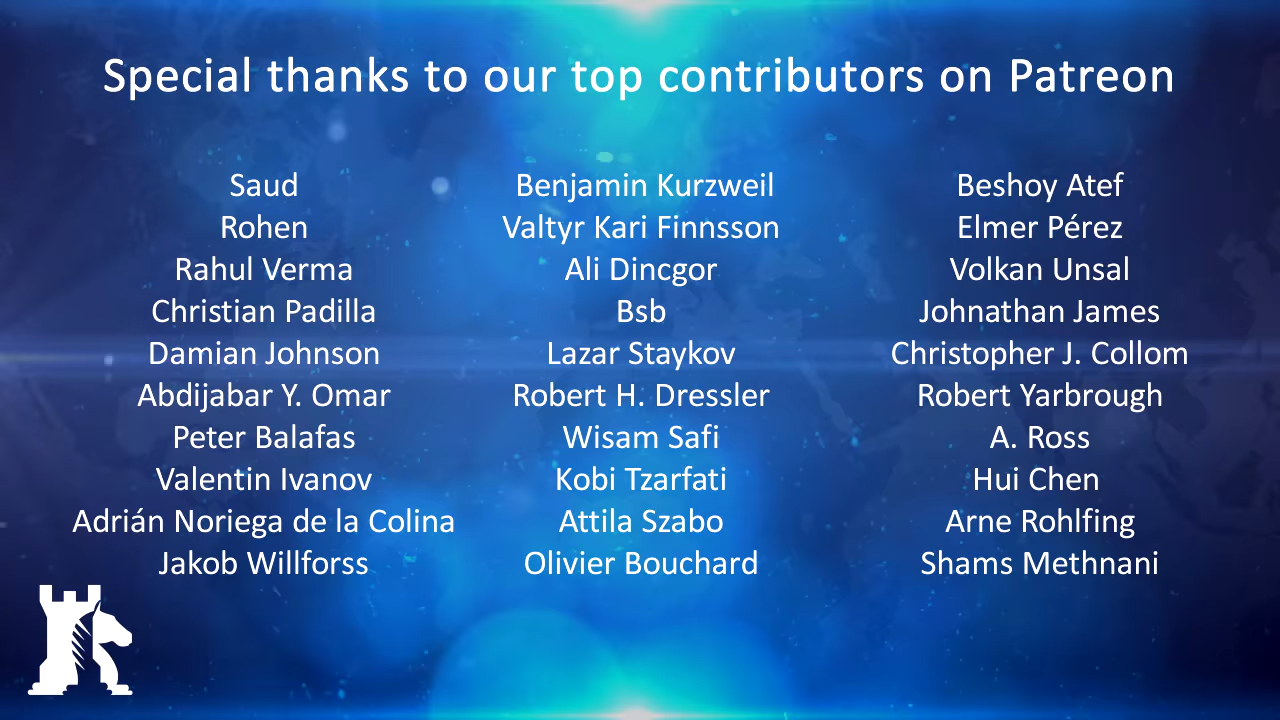 Special thanks to our top contributors on Patreon
Saud
Rohen
Rahul Verma
Christian Padilla
Damian Johnson
Abdijabar Y. Omar
Peter Balafas
Valentin Ivanov
Adrián Noriega de la Colina
Jakob Willforss
Benjamin Kurzweil
Valtyr Kari Finnsson
Ali Dincgor
Bsb
Lazar Staykov
Robert H. Dressler
Wisam Safi
Kobi Tzarfati
Attila Szabo
Olivier Bouchard
Beshoy Atef
Elmer Pérez
Volkan Unsal
Johnathan James
Christopher J. Collom
Robert Yarbrough
A. Ross
Hui Chen
Arne Rohlfing
Shams Methnani